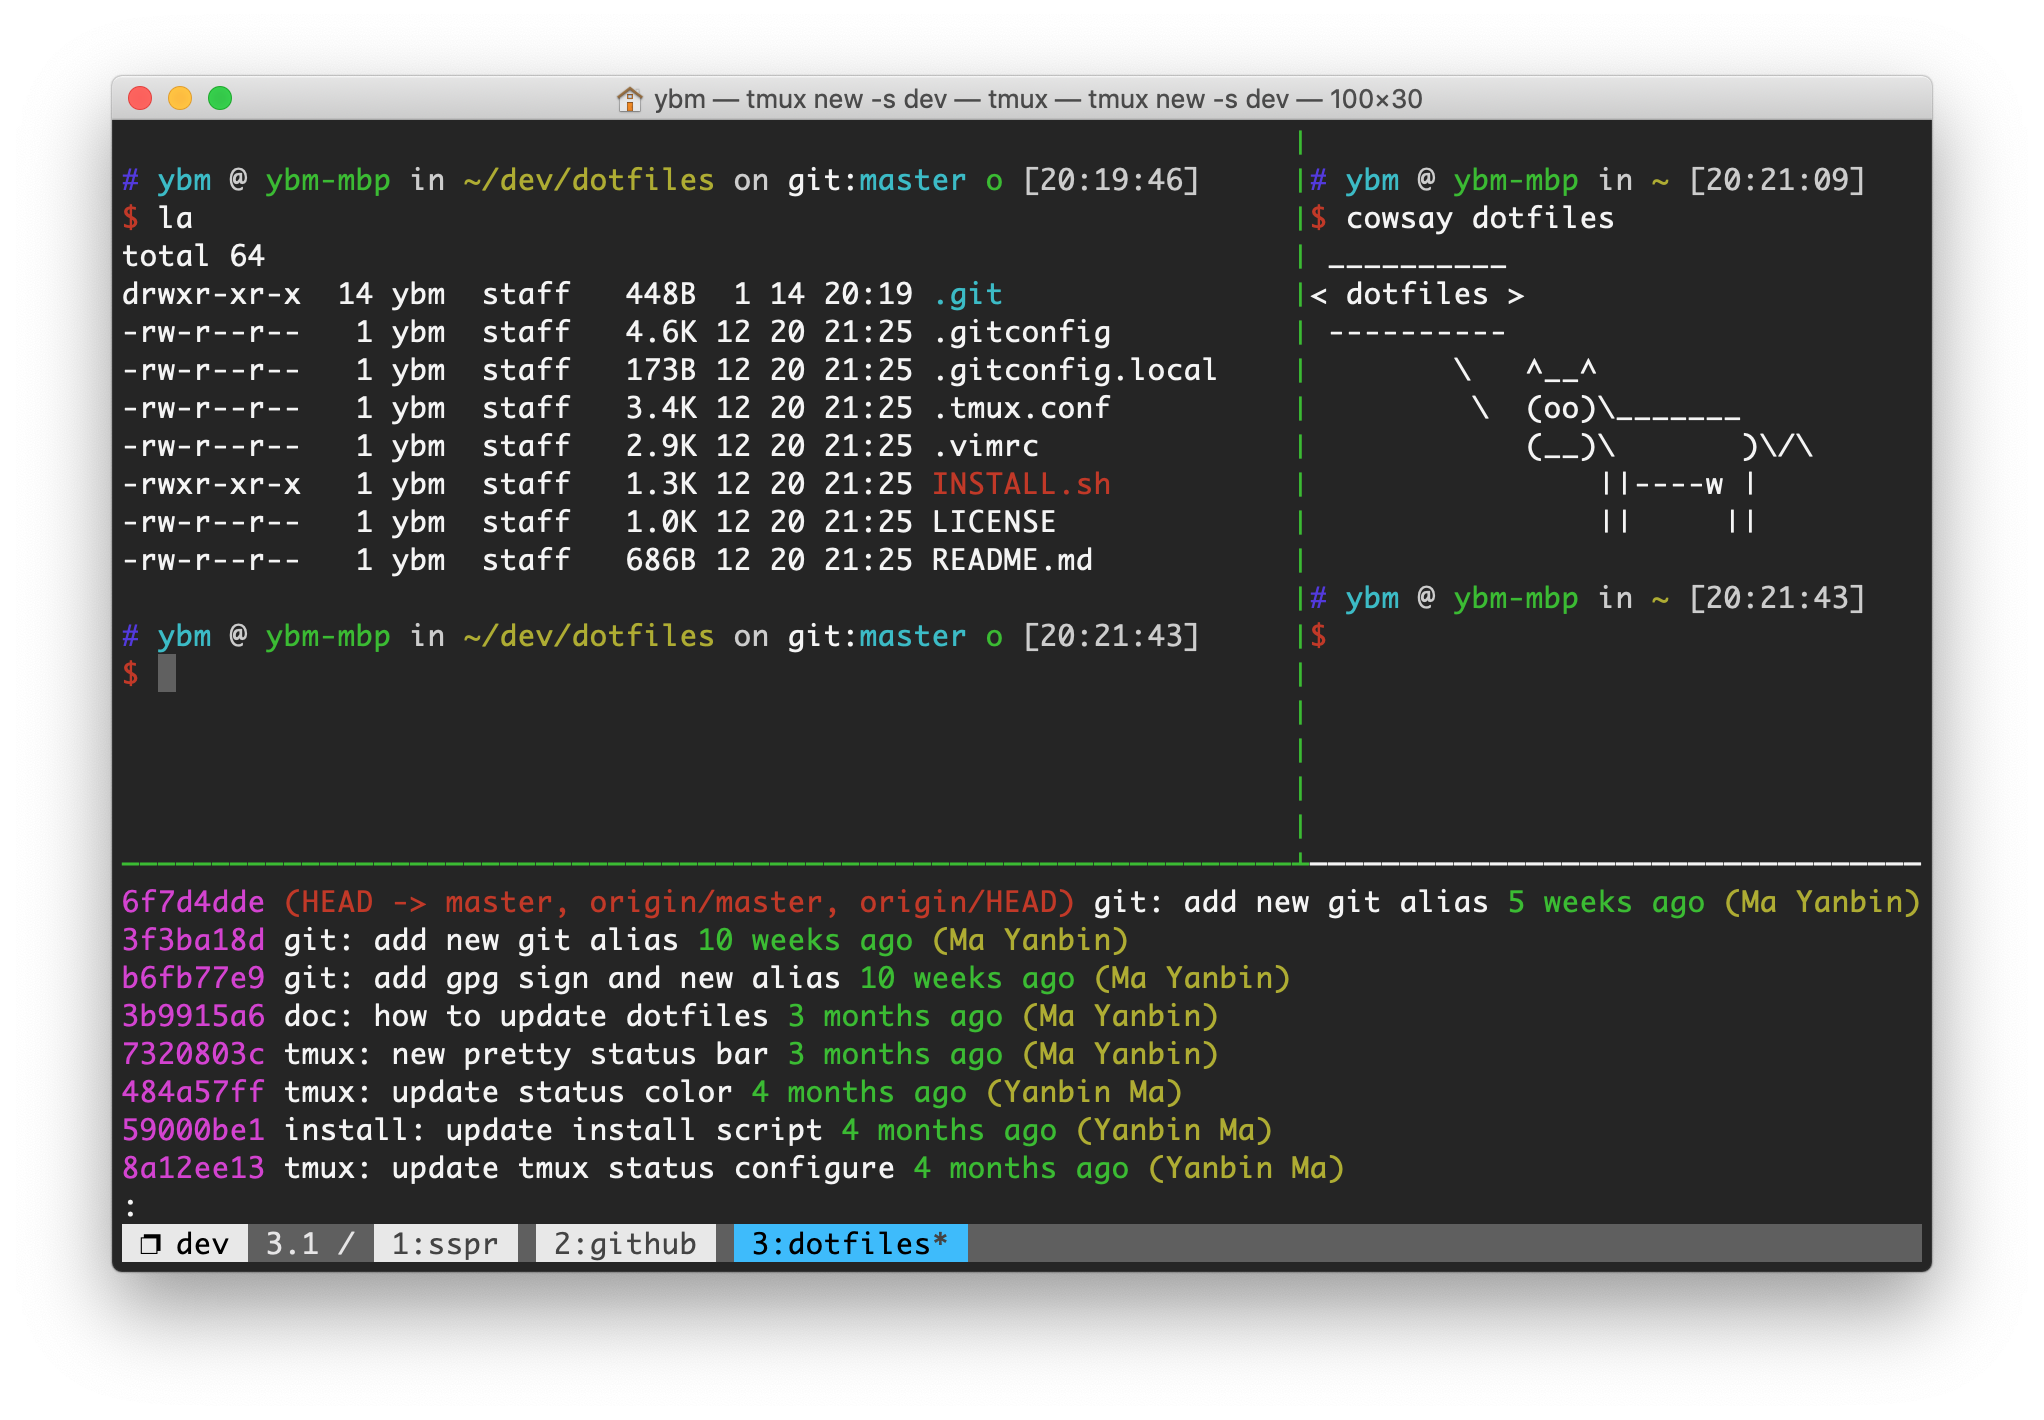 ybm — tmux new -s dev — tmux — tmux new -s dev — 100×30
# ybm @ ybm-mbp in ~/dev/dotfiles on git:master o [20:19:46]
$ la
total 64
drwxr-xr-x  14 ybm  staff   448B  1 14 20:19 .git
-rw-r--r--   1 ybm  staff   4.6K 12 20 21:25 .gitconfig
-rw-r--r--   1 ybm  staff   173B 12 20 21:25 .gitconfig.local
-rw-r--r--   1 ybm  staff   3.4K 12 20 21:25 .tmux.conf
-rw-r--r--   1 ybm  staff   2.9K 12 20 21:25 .vimrc
-rwxr-xr-x   1 ybm  staff   1.3K 12 20 21:25 INSTALL.sh
-rw-r--r--   1 ybm  staff   1.0K 12 20 21:25 LICENSE
-rw-r--r--   1 ybm  staff   686B 12 20 21:25 README.md
# ybm @ ybm-mbp in ~/dev/dotfiles on git:master o [20:21:43]
$
# ybm @ ybm-mbp in ~ [20:21:09]
$ cowsay dotfiles
 __________
< dotfiles >
 ----------
        \   ^__^
         \  (oo)\_______
            (__)\       )\/\
                ||----w |
                ||     ||
# ybm @ ybm-mbp in ~ [20:21:43]
$
6f7d4dde (HEAD -> master, origin/master, origin/HEAD) git: add new git alias 5 weeks ago (Ma Yanbin)
3f3ba18d git: add new git alias 10 weeks ago (Ma Yanbin)
b6fb77e9 git: add gpg sign and new alias 10 weeks ago (Ma Yanbin)
3b9915a6 doc: how to update dotfiles 3 months ago (Ma Yanbin)
7320803c tmux: new pretty status bar 3 months ago (Ma Yanbin)
484a57ff tmux: update status color 4 months ago (Yanbin Ma)
59000be1 install: update install script 4 months ago (Yanbin Ma)
8a12ee13 tmux: update tmux status configure 4 months ago (Yanbin Ma)
:
❐ dev 3.1 / 1:sspr 2:github 3:dotfiles*